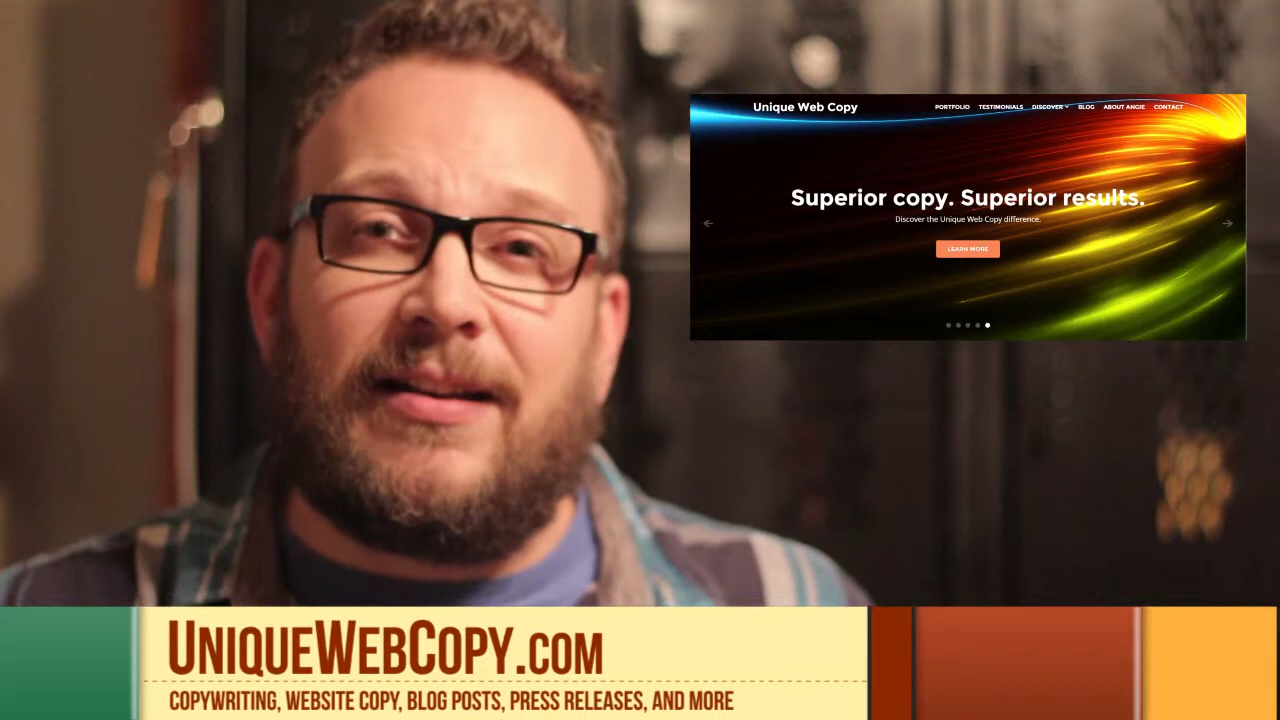 Unique Web Copy
PORTFOLIO TESTIMONIALS DISCOVER BLOG ABOUT ANGIE CONTACT
Superior copy. Superior results.
Discover the Unique Web Copy difference.
LEARN MORE
UNIQUEWEBCOPY.COM
COPYWRITING, WEBSITE COPY, BLOG POSTS, PRESS RELEASES, AND MORE